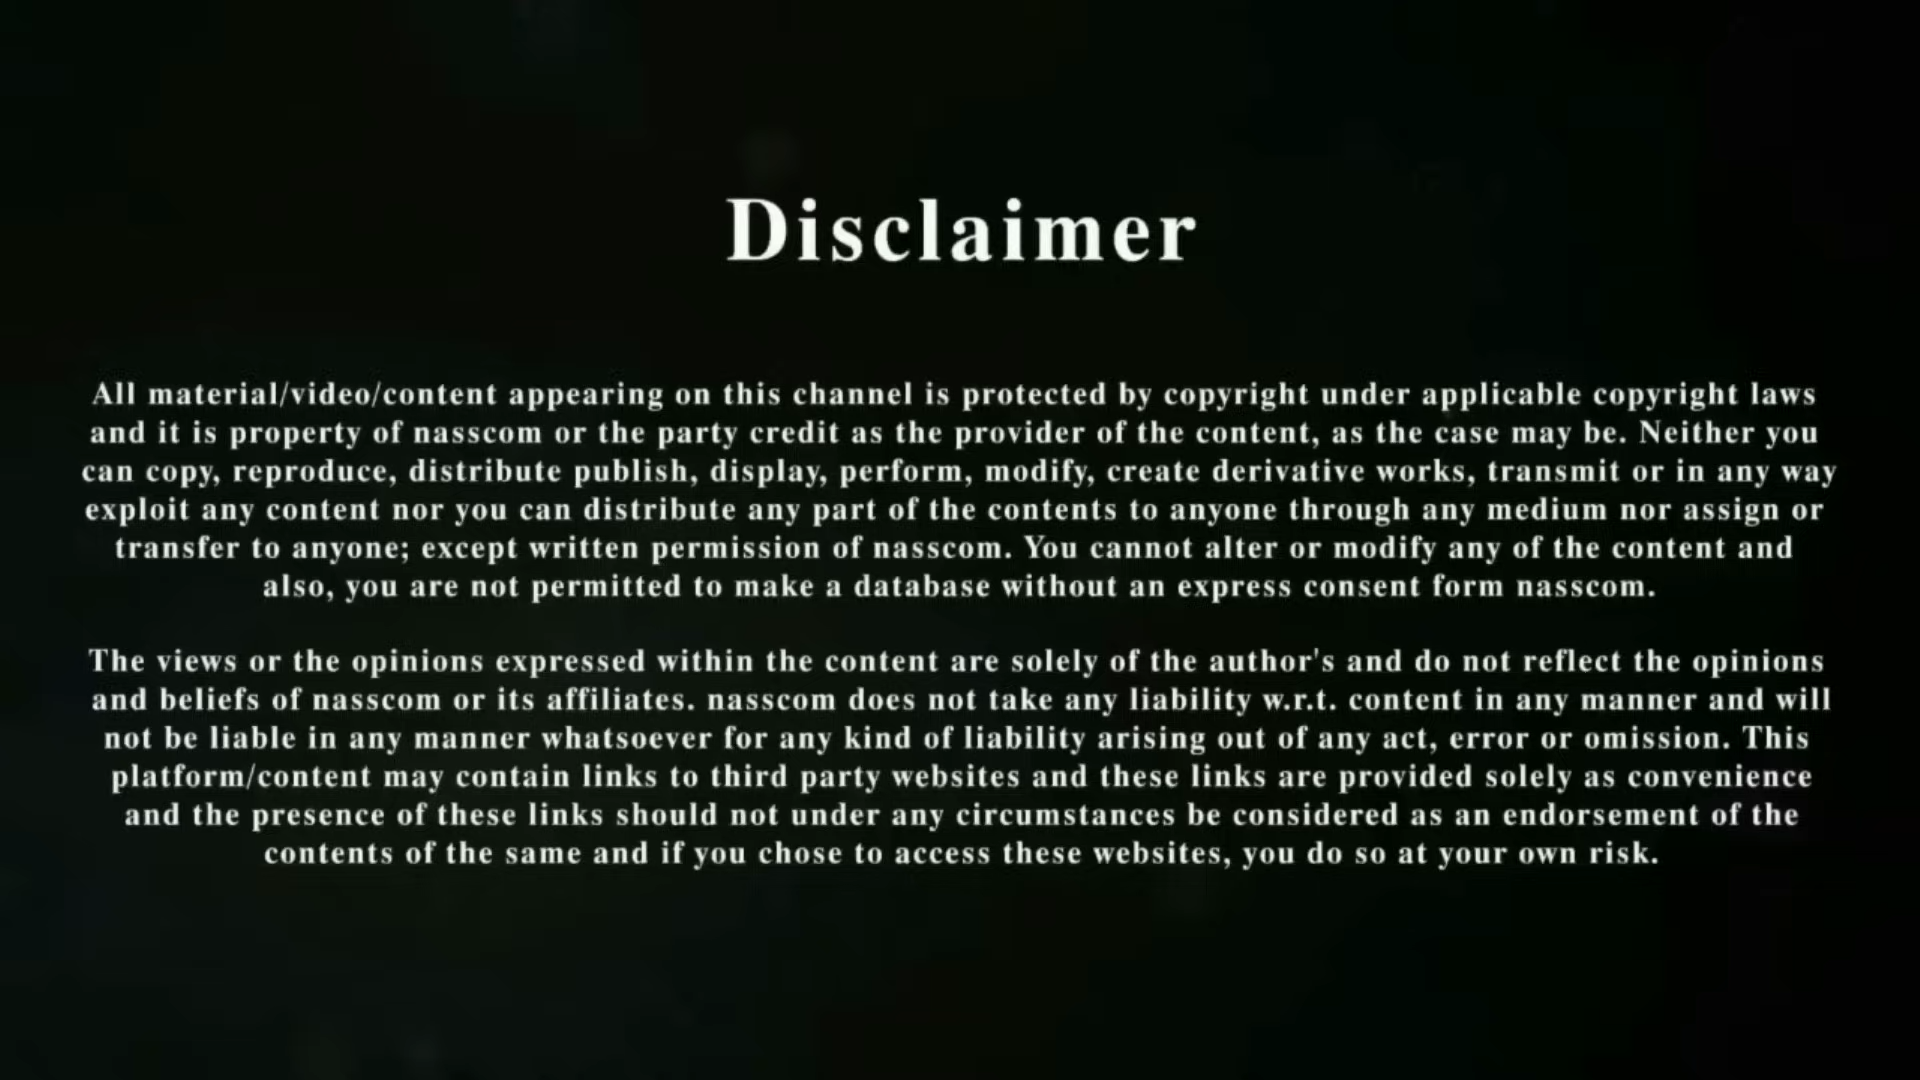 Disclaimer
All material/video/content appearing on this channel is protected by copyright under applicable copyright laws
and it is property of nasscom or the party credit as the provider of the content, as the case may be. Neither you
can copy, reproduce, distribute publish, display, perform, modify, create derivative works, transmit or in any way
exploit any content nor you can distribute any part of the contents to anyone through any medium nor assign or
transfer to anyone; except written permission of nasscom. You cannot alter or modify any of the content and
also, you are not permitted to make a database without an express consent form nasscom.
The views or the opinions expressed within the content are solely of the author's and do not reflect the opinions
and beliefs of nasscom or its affiliates. nasscom does not take any liability w.r.t. content in any manner and will
not be liable in any manner whatsoever for any kind of liability arising out of any act, error or omission. This
platform/content may contain links to third party websites and these links are provided solely as convenience
and the presence of these links should not under any circumstances be considered as an endorsement of the
contents of the same and if you chose to access these websites, you do so at your own risk.